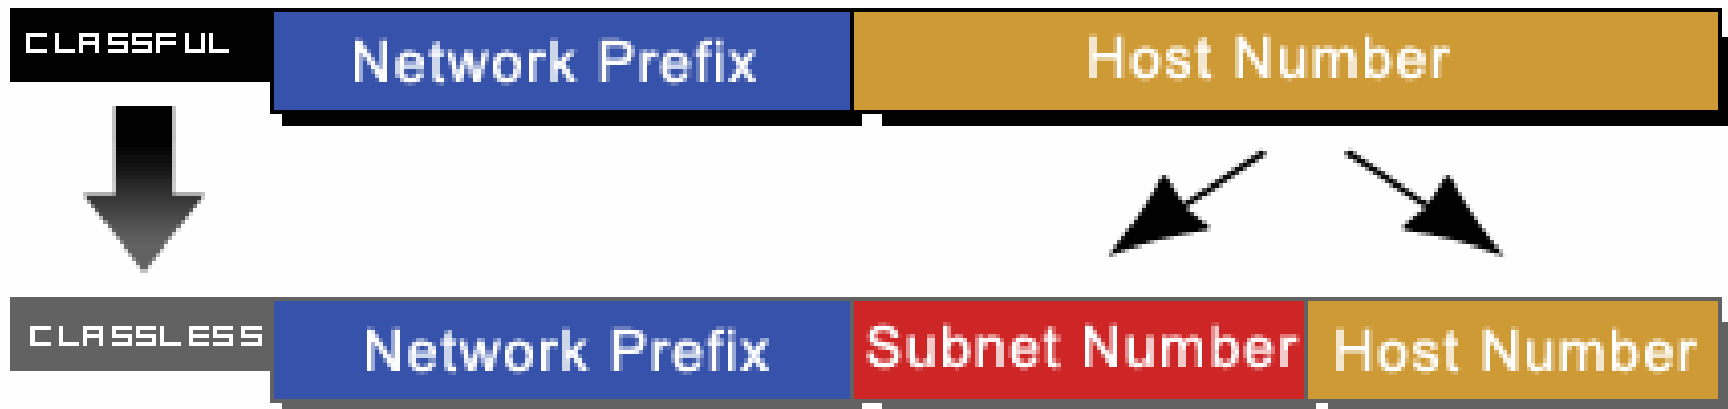 CLASSFUL Network Prefix Host Number
CLASSLESS Network Prefix Subnet Number Host Number